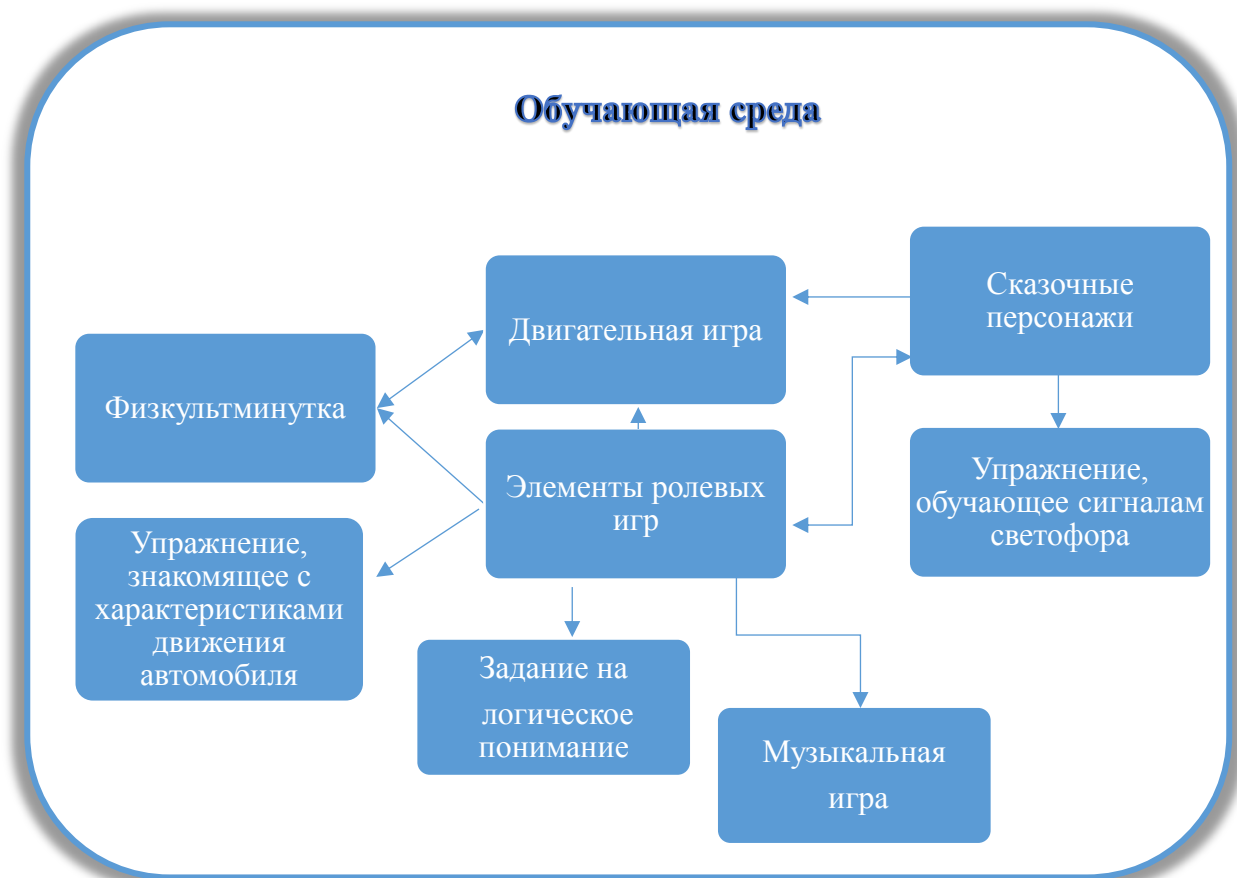 Обучающая среда
Сказочные
персонажи
Двигательная игра
Физкультминутка
Элементы ролевых
игр
Упражнение,
обучающее сигналам
светофора
Упражнение,
знакомящее с
характеристиками
движения
автомобиля
Задание на
логическое
понимание
Музыкальная
игра